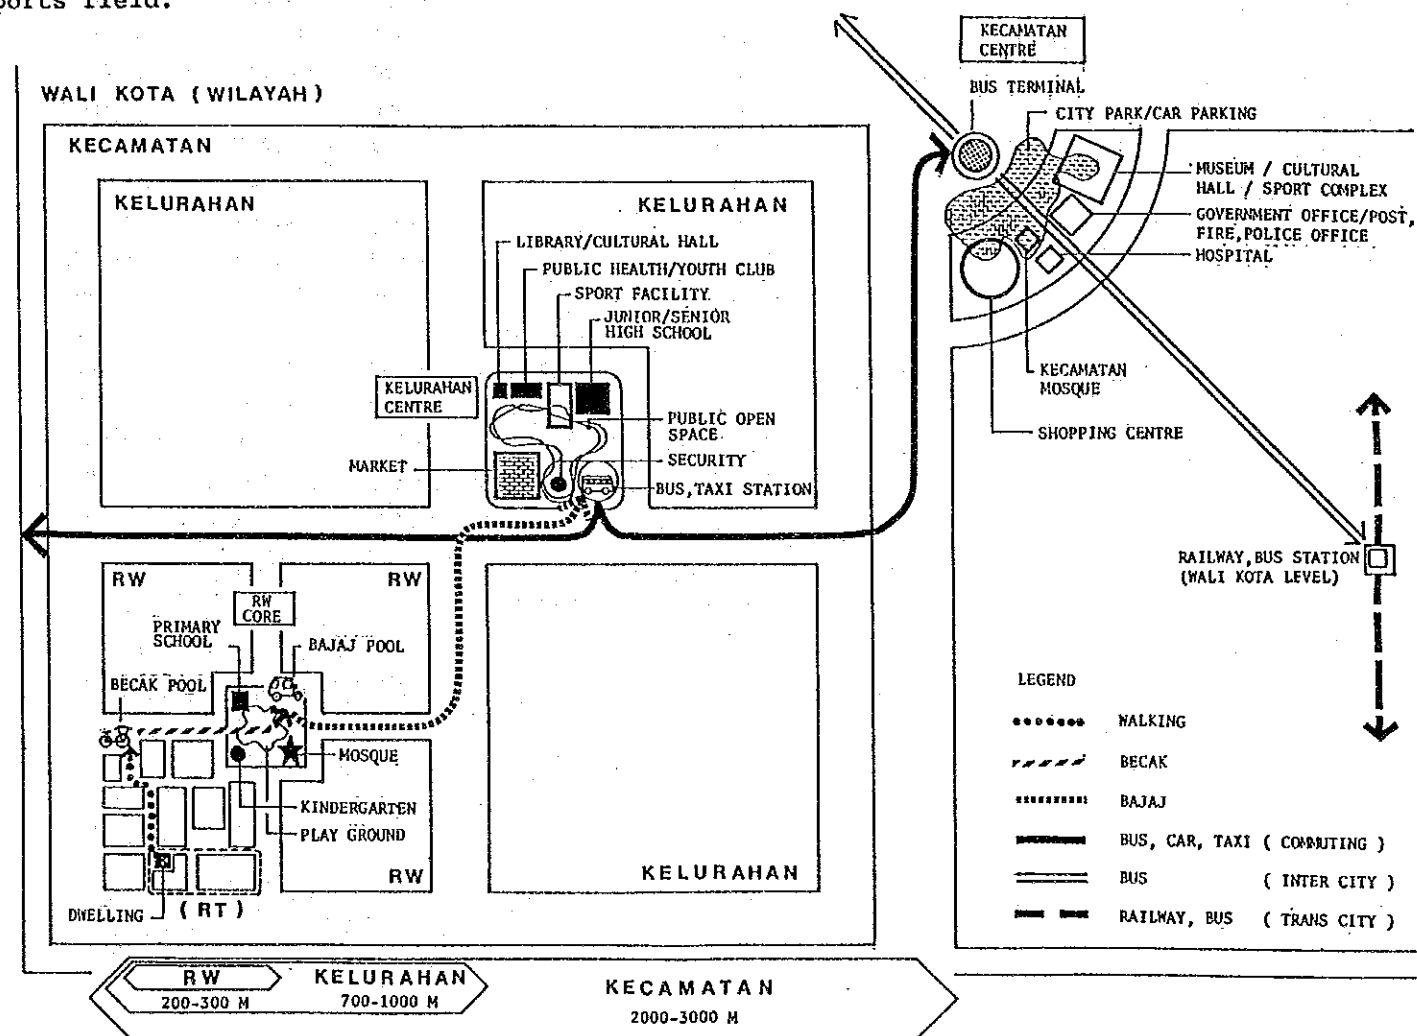 ports field.
WALI KOTA (WILAYAH)
KECAMATAN
KELURAHAN
KELURAHAN
LIBRARY/CULTURAL HALL
PUBLIC HEALTH/YOUTH CLUB
SPORT FACILITY
JUNIOR/SENIOR
HIGH SCHOOL
KELURAHAN
CENTRE
PUBLIC OPEN
SPACE
MARKET
SECURITY
BUS, TAXI STATION
KECAMATAN
CENTRE
BUS TERMINAL
CITY PARK/CAR PARKING
MUSEUM / CULTURAL
HALL / SPORT COMPLEX
GOVERNMENT OFFICE/POST,
FIRE, POLICE OFFICE
HOSPITAL
KECAMATAN
MOSQUE
SHOPPING CENTRE
RAILWAY, BUS STATION
(WALI KOTA LEVEL)
RW
RW
RW
CORE
PRIMARY
SCHOOL
BAJAJ POOL
BECAK POOL
MOSQUE
KINDERGARTEN
PLAY GROUND
RW
DWELLING
(RT)
KELURAHAN
LEGEND
WALKING
BECAK
BAJAJ
BUS, CAR, TAXI ( COMMUTING )
BUS ( INTER CITY )
RAILWAY, BUS ( TRANS CITY )
RW
200-300 M
KELURAHAN
700-1000 M
KECAMATAN
2000-3000 M